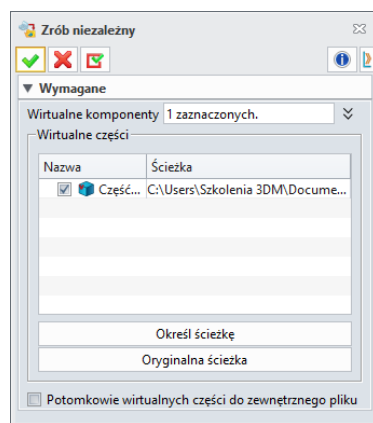 Zrób niezależny
Wymagane
Wirtualne komponenty 1 zaznaczonych.
Wirtualne części
Nazwa Ścieżka
Część... C:\Users\Szkolenia 3DM\Docume...
Określ ścieżkę
Oryginalna ścieżka
Potomkowie wirtualnych części do zewnętrznego pliku